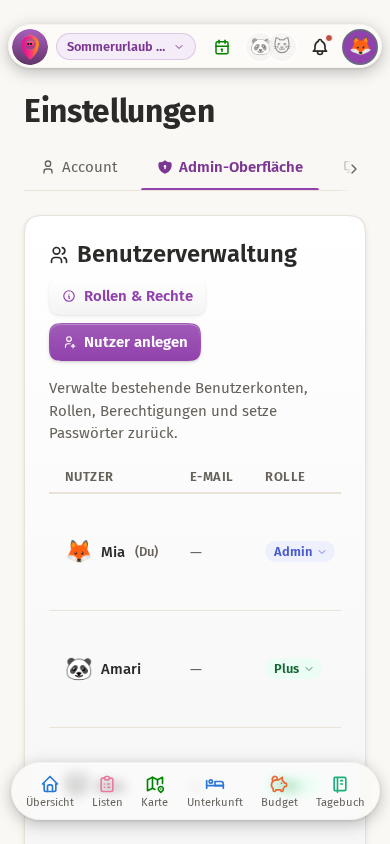 Sommerurlaub ...
Einstellungen
Account
Admin-Oberfläche
Benutzerverwaltung
Rollen & Rechte
Nutzer anlegen
Verwalte bestehende Benutzerkonten,
Rollen, Berechtigungen und setze
Passwörter zurück.
NUTZER E-MAIL ROLLE
Mia (Du) — Admin
Amari — Plus
Übersicht Listen Karte Unterkunft Budget Tagebuch